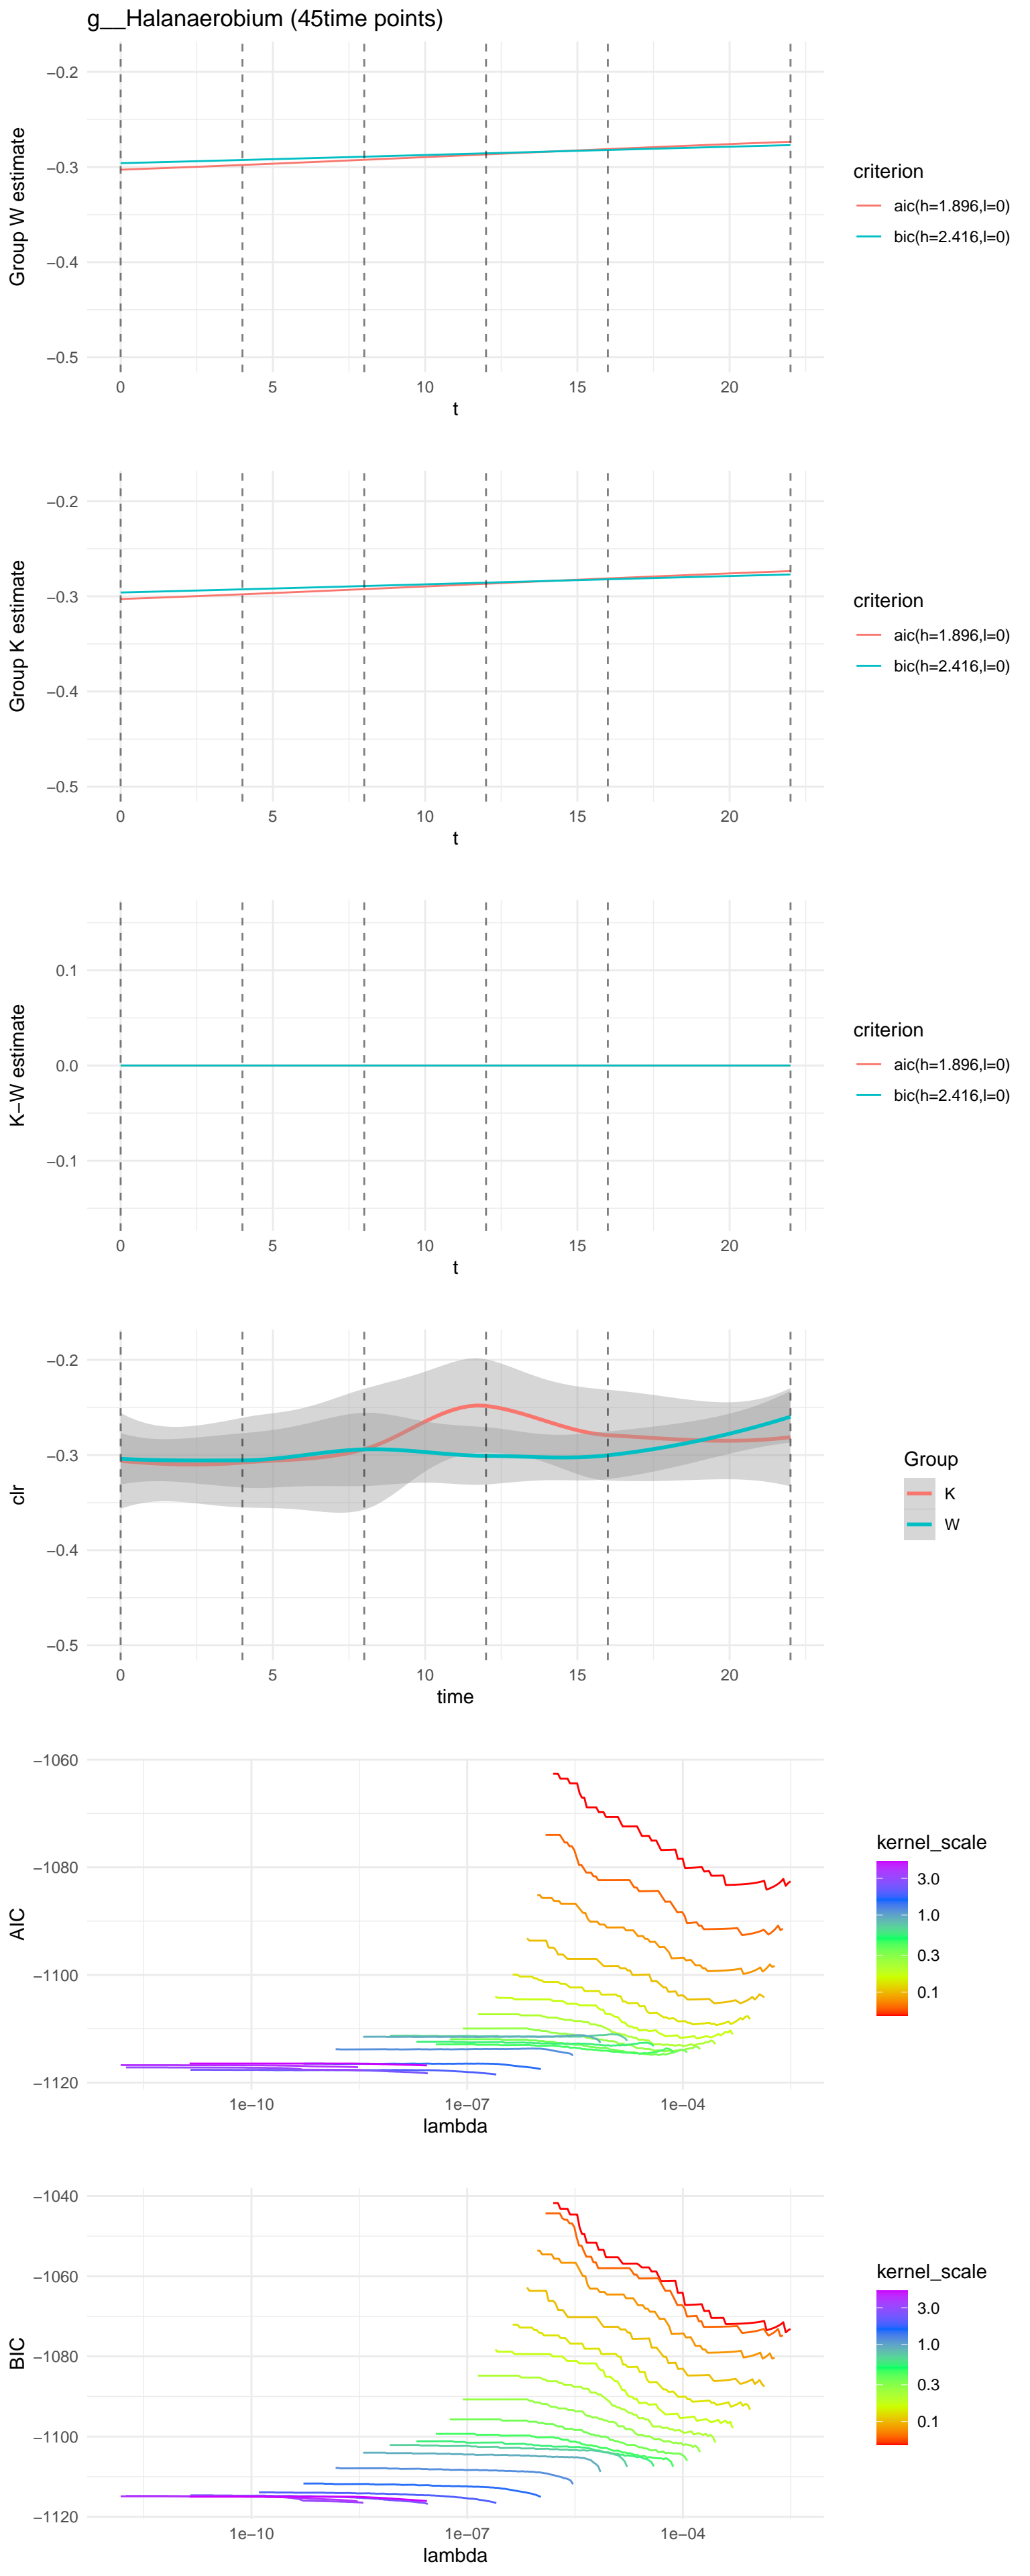 g__Halanaerobium (45time points)
−0.2
−0.3
−0.4
−0.5
Group W estimate
0 5 10 15 20
t
criterion
aic(h=1.896,l=0)
bic(h=2.416,l=0)
−0.2
−0.3
−0.4
−0.5
Group K estimate
0 5 10 15 20
t
criterion
aic(h=1.896,l=0)
bic(h=2.416,l=0)
0.1
0.0
−0.1
K−W estimate
0 5 10 15 20
t
criterion
aic(h=1.896,l=0)
bic(h=2.416,l=0)
−0.2
−0.3
−0.4
−0.5
clr
0 5 10 15 20
time
Group
K
W
−1060
−1080
−1100
−1120
AIC
1e−10 1e−07 1e−04
lambda
kernel_scale
3.0
1.0
0.3
0.1
−1040
−1060
−1080
−1100
−1120
BIC
1e−10 1e−07 1e−04
lambda
kernel_scale
3.0
1.0
0.3
0.1